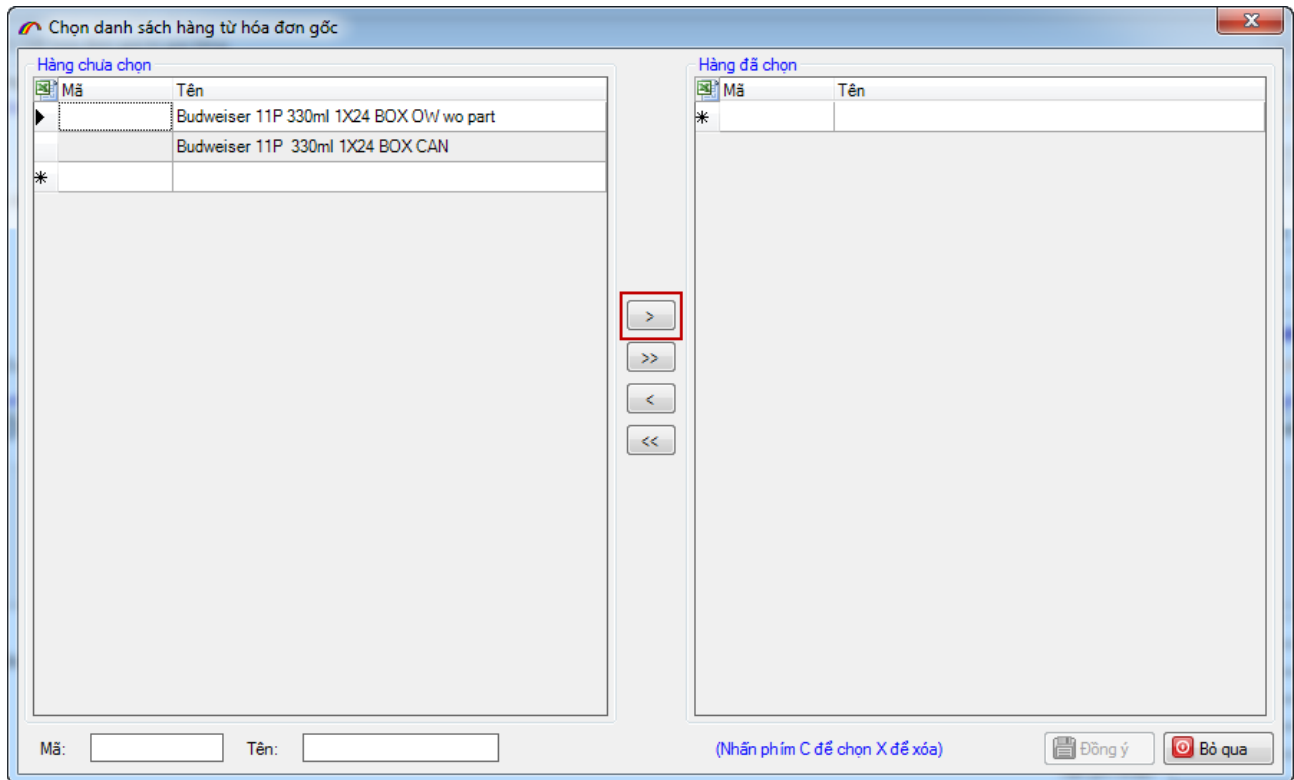 Chọn danh sách hàng từ hóa đơn gốc
x
Hàng chưa chọn
Mã Tên
Budweiser 11P 330ml 1X24 BOX OW wo part
Budweiser 11P  330ml 1X24 BOX CAN
*
>
>>
<
<<
Hàng đã chọn
Mã Tên
*
Mã: Tên: (Nhấn phím C để chọn X để xóa) Đồng ý Bỏ qua